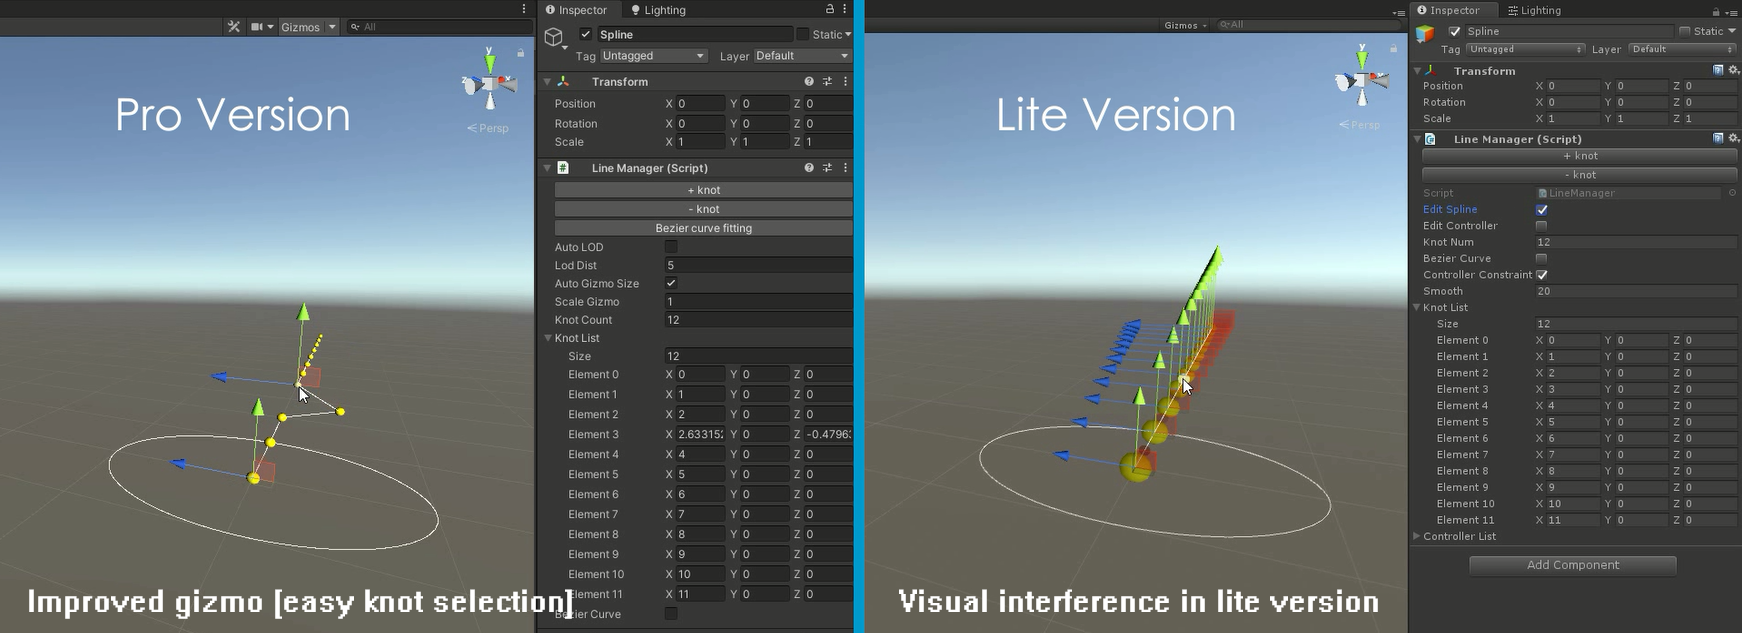 Gizmos
All
Pro Version
y
z
x
Persp
Improved gizmo [easy knot selection]
Inspector
Lighting
Spline
Static
Tag Untagged Layer Default
Transform
Position X 0 Y 0 Z 0
Rotation X 0 Y 0 Z 0
Scale X 1 Y 1 Z 1
Line Manager (Script)
+ knot
- knot
Bezier curve fitting
Auto LOD
Lod Dist 5
Auto Gizmo Size
Scale Gizmo 1
Knot Count 12
Knot List
Size 12
Element 0 X 0 Y 0 Z 0
Element 1 X 1 Y 0 Z 0
Element 2 X 2 Y 0 Z 0
Element 3 X 2.63315 Y 0 Z -0.4796
Element 4 X 4 Y 0 Z 0
Element 5 X 5 Y 0 Z 0
Element 6 X 6 Y 0 Z 0
Element 7 X 7 Y 0 Z 0
Element 8 X 8 Y 0 Z 0
Element 9 X 9 Y 0 Z 0
Element 10 X 10 Y 0 Z 0
Element 11 X 11 Y 0 Z 0
Bezier Curve
Gizmos
All
Lite Version
y
x
Persp
Visual interference in lite version
Inspector
Lighting
Spline
Static
Tag Untagged Layer Default
Transform
Position X 0 Y 0 Z 0
Rotation X 0 Y 0 Z 0
Scale X 1 Y 1 Z 1
Line Manager (Script)
+ knot
- knot
Script LineManager
Edit Spline
Edit Controller
Knot Num 12
Bezier Curve
Controller Constraint
Smooth 20
Knot List
Size 12
Element 0 X 0 Y 0 Z 0
Element 1 X 1 Y 0 Z 0
Element 2 X 2 Y 0 Z 0
Element 3 X 3 Y 0 Z 0
Element 4 X 4 Y 0 Z 0
Element 5 X 5 Y 0 Z 0
Element 6 X 6 Y 0 Z 0
Element 7 X 7 Y 0 Z 0
Element 8 X 8 Y 0 Z 0
Element 9 X 9 Y 0 Z 0
Element 10 X 10 Y 0 Z 0
Element 11 X 11 Y 0 Z 0
Controller List
Add Component